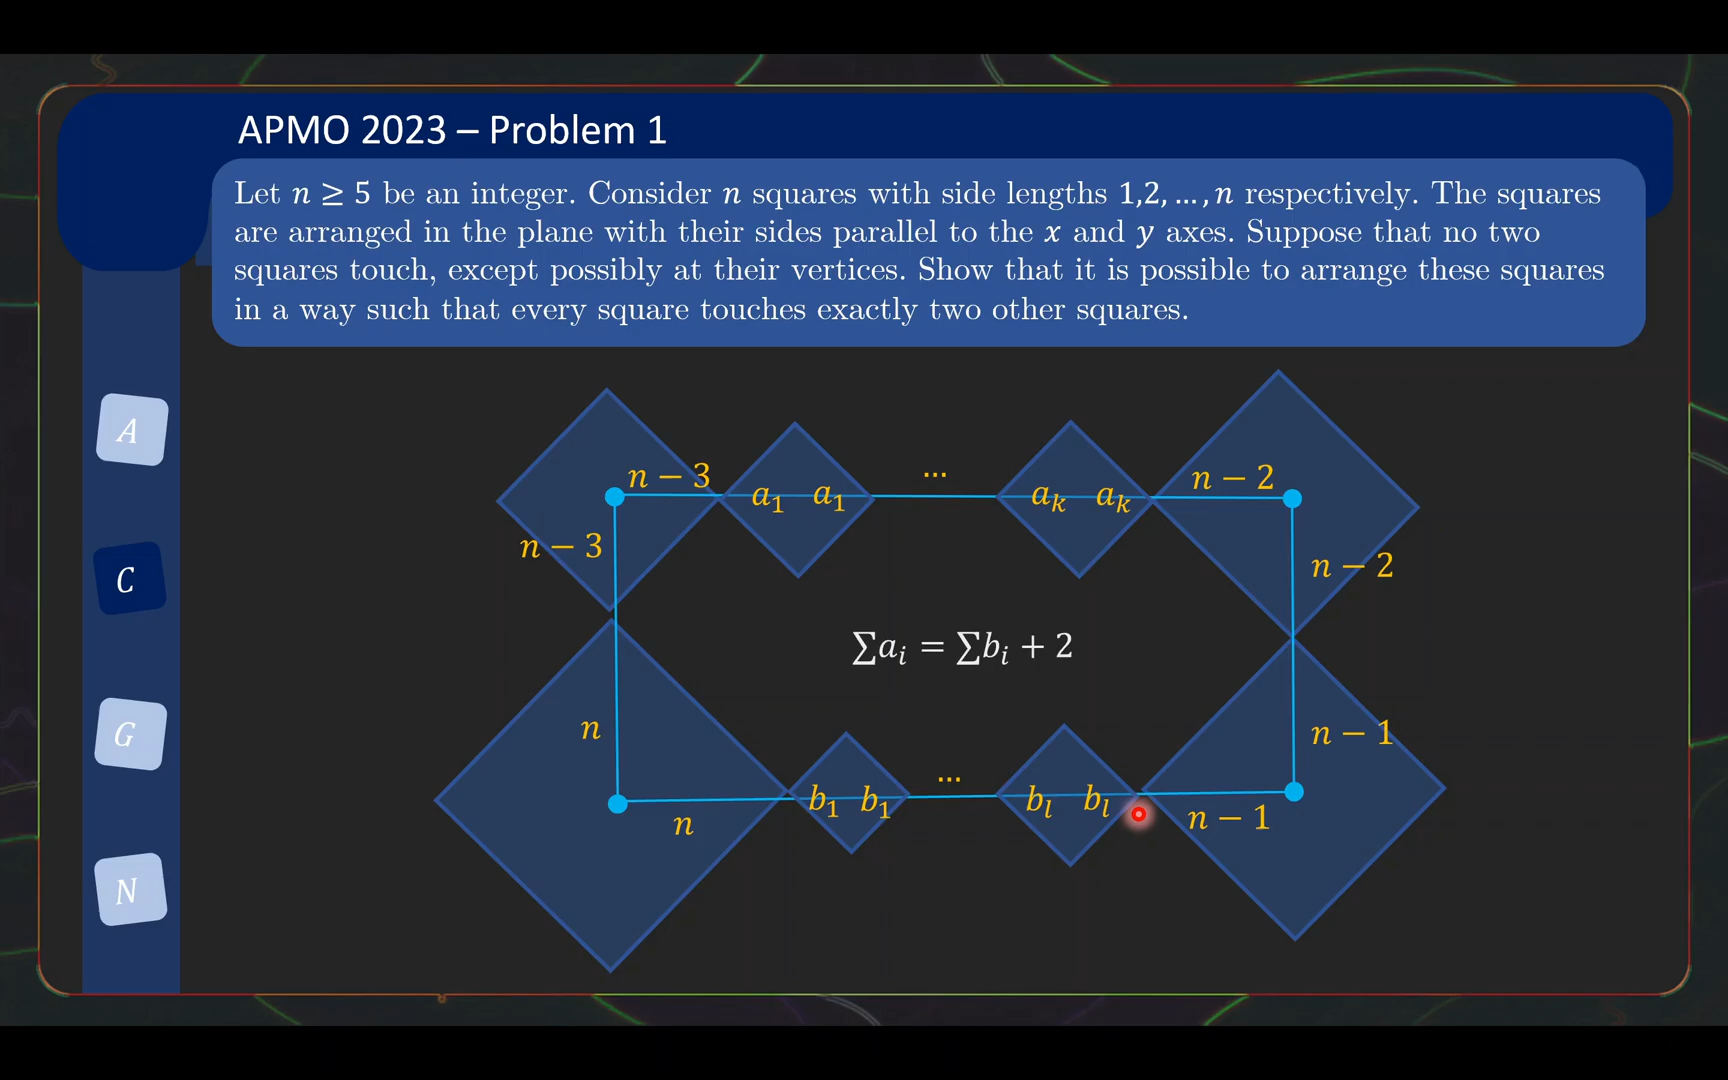 APMO 2023 – Problem 1
Let n ≥ 5 be an integer. Consider n squares with side lengths 1,2, ... , n respectively. The squares
are arranged in the plane with their sides parallel to the x and y axes. Suppose that no two
squares touch, except possibly at their vertices. Show that it is possible to arrange these squares
in a way such that every square touches exactly two other squares.
A
C
G
N
n − 3
a₁ a₁
...
aₖ aₖ
n − 2
n − 3
n − 2
∑aᵢ = ∑bᵢ + 2
n
n − 1
...
b₁ b₁
bₗ bₗ
n
n − 1